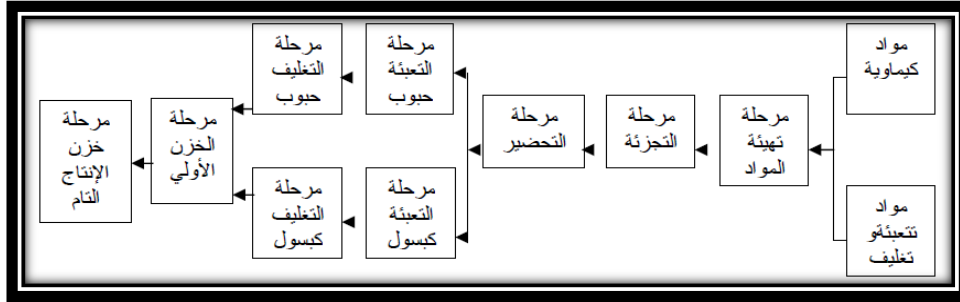 مواد
كيماوية
مواد
تتعبئةو
تغليف
مرحلة
تهيئة
المواد
مرحلة
التجزئة
مرحلة
التحضير
مرحلة
التعبئة
حبوب
مرحلة
التغليف
حبوب
مرحلة
التعبئة
كبسول
مرحلة
التغليف
كبسول
مرحلة
الخزن
الأولي
مرحلة
خزن
الإنتاج
التام